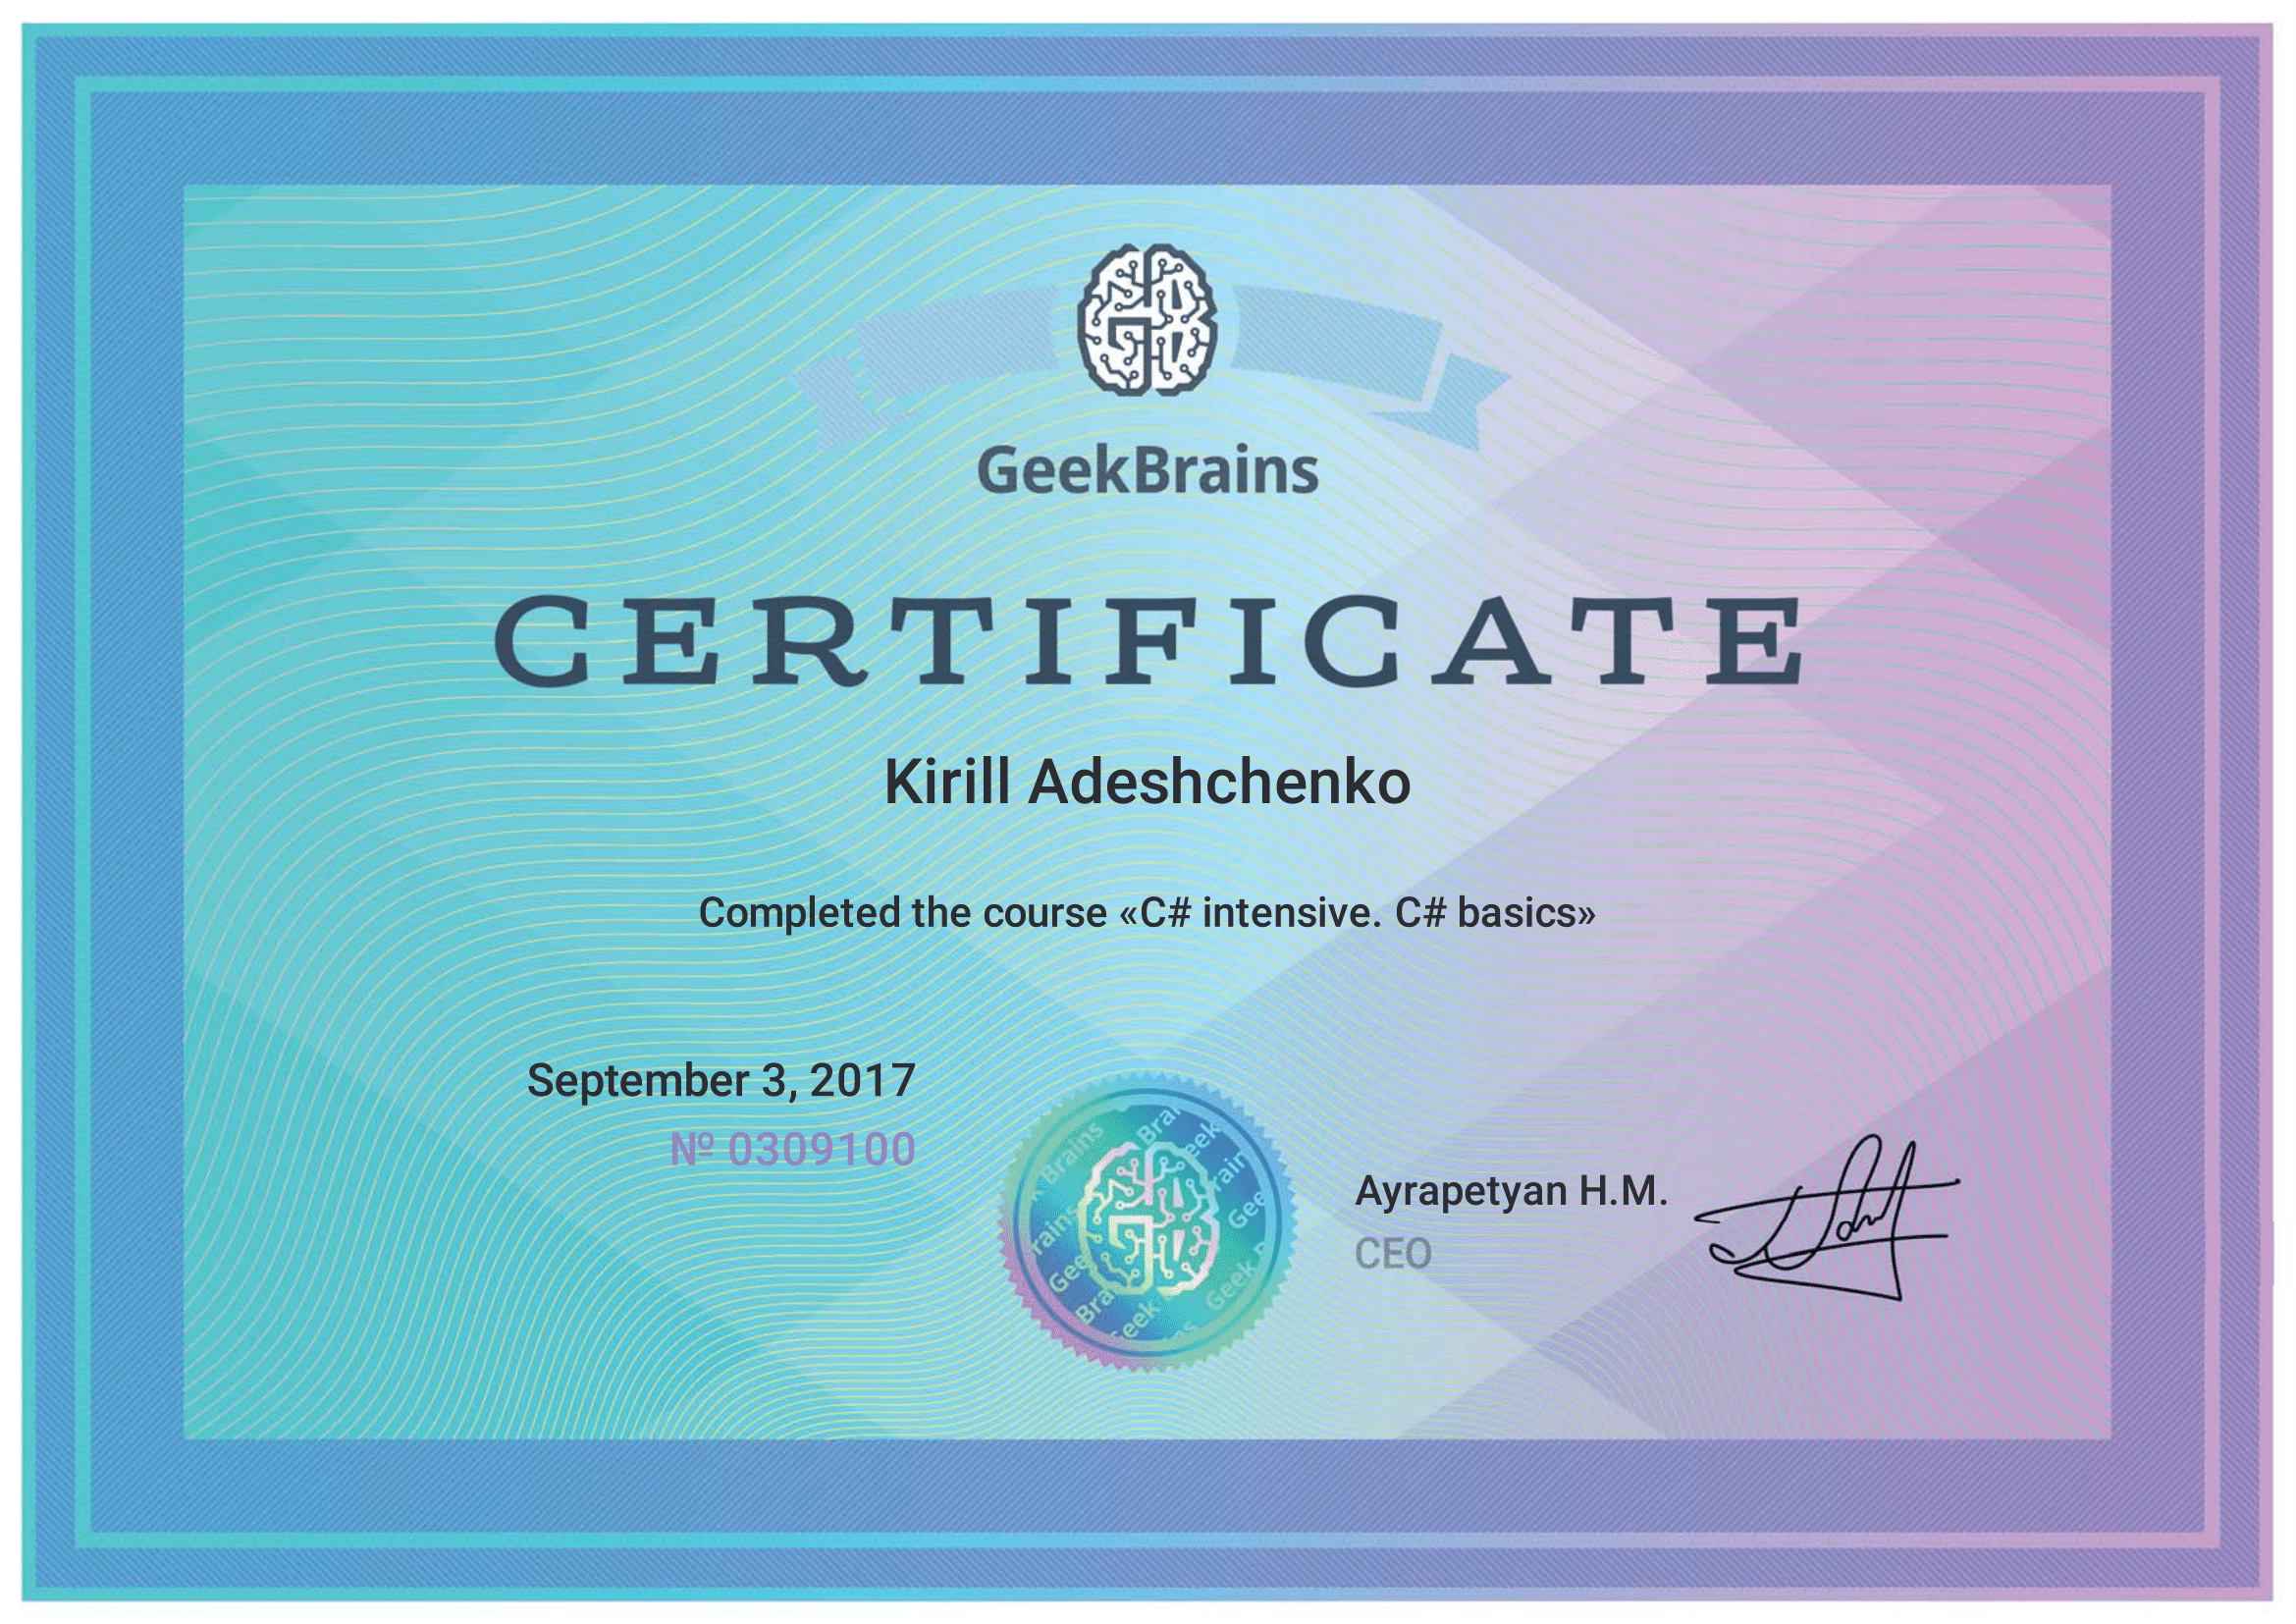 GeekBrains
CERTIFICATE
Kirill Adeshchenko
Completed the course «C# intensive. C# basics»
September 3, 2017
№ 0309100
Ayrapetyan H.M.
CEO